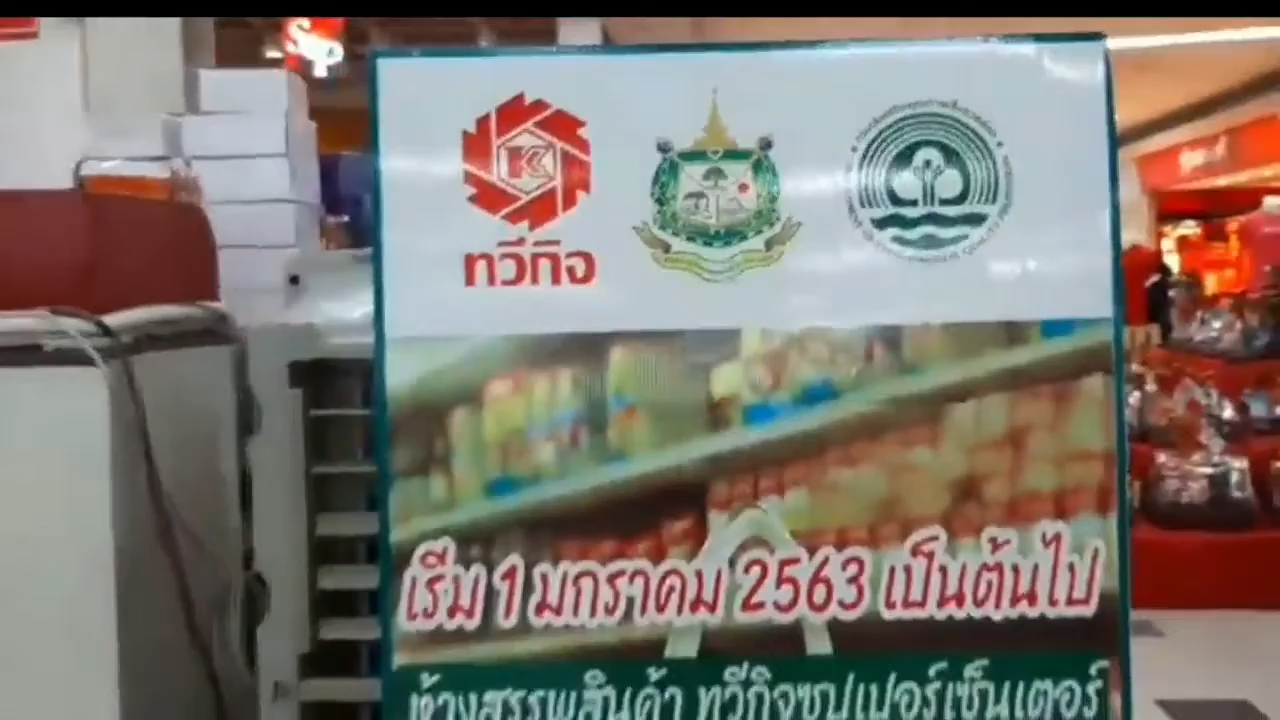 ทวีกิจ
เริ่ม 1 มกราคม 2563 เป็นต้นไป
ห้างสรรพสินค้า ทวีกิจซุปเปอร์เซ็นเตอร์